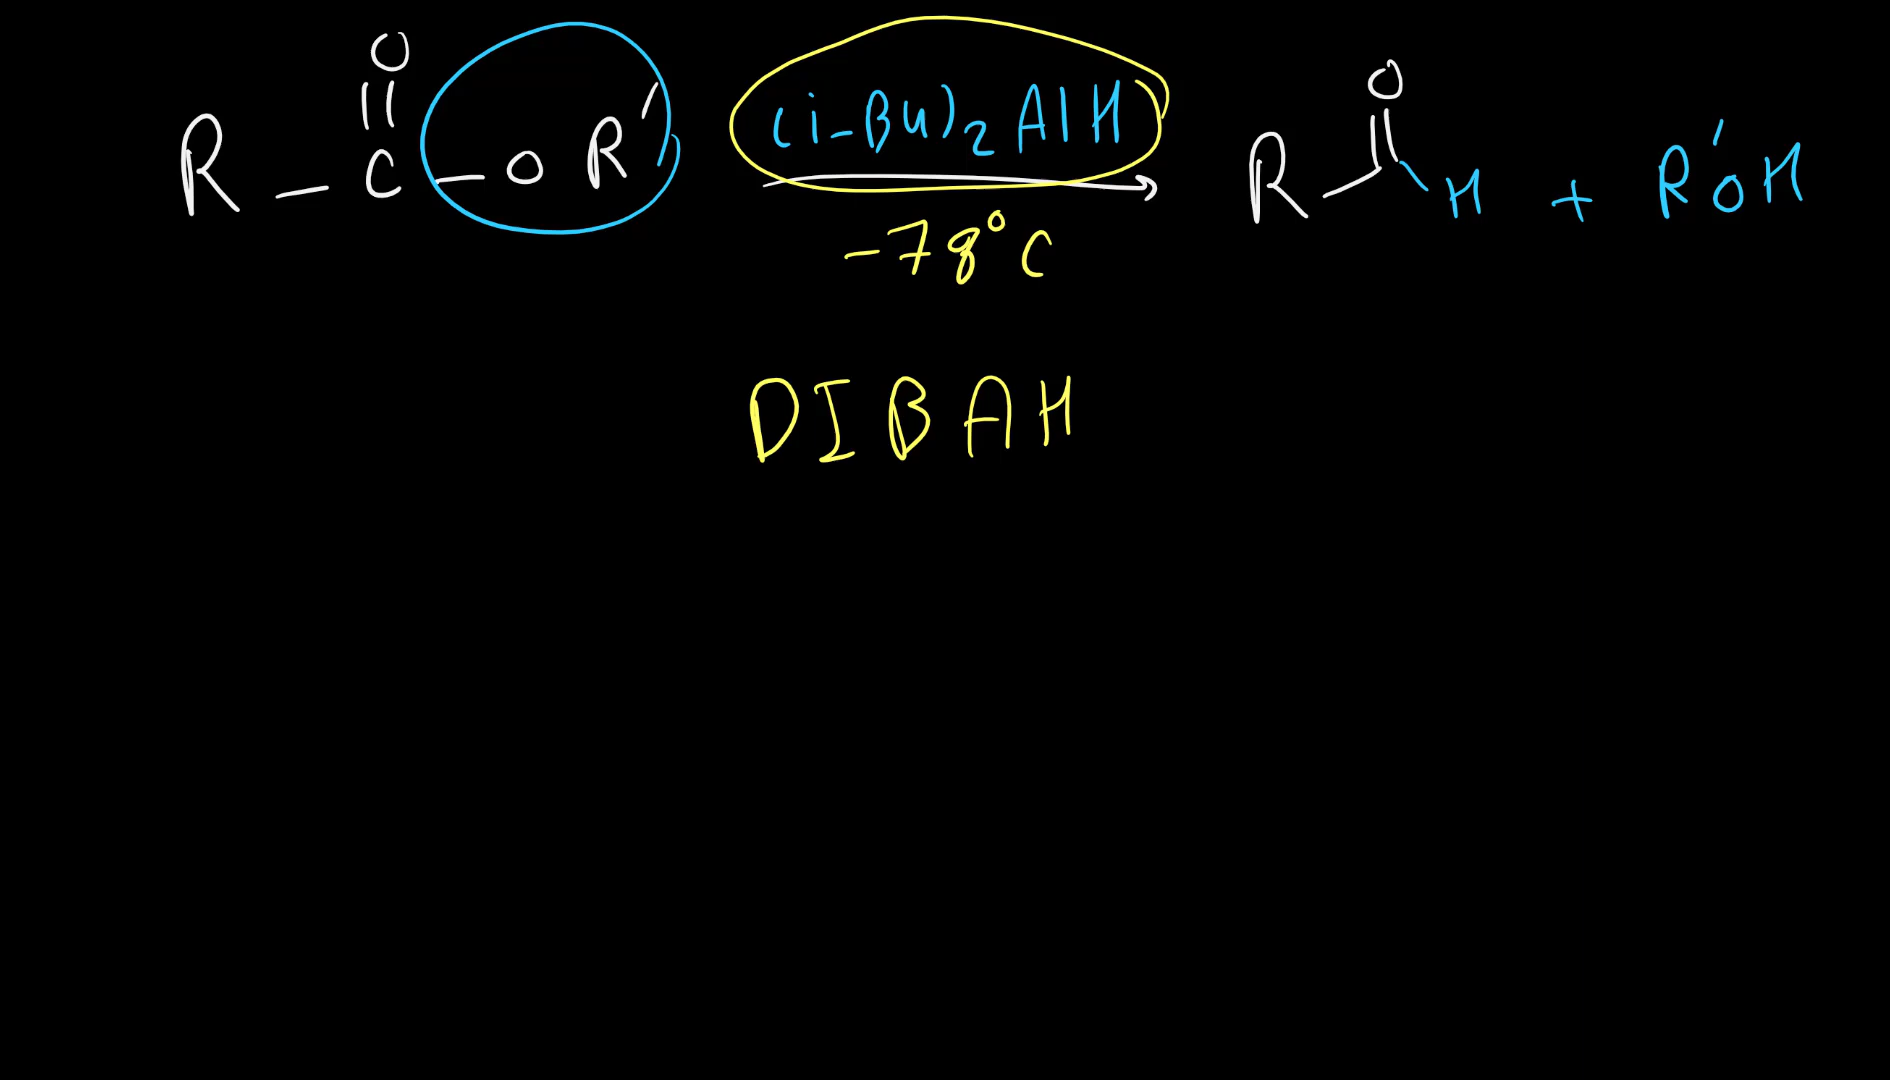 R-C(=O)-OR' (i-Bu)₂AlH R-C(=O)-H + R'OH
-78°C
DIBAH